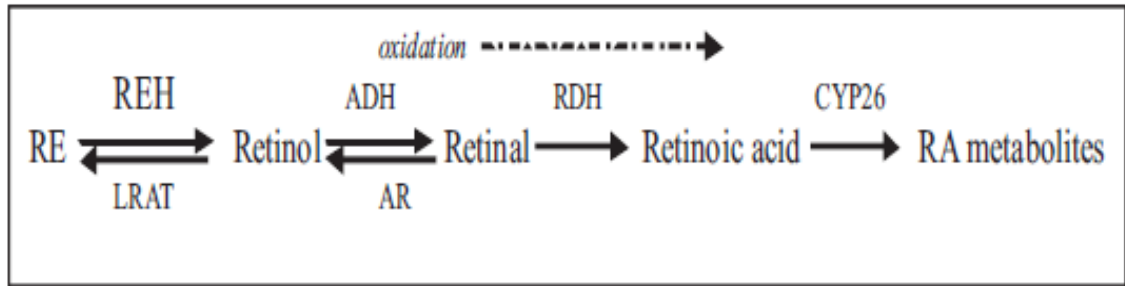 oxidation
REH ADH RDH CYP26
RE Retinol Retinal Retinoic acid RA metabolites
LRAT AR